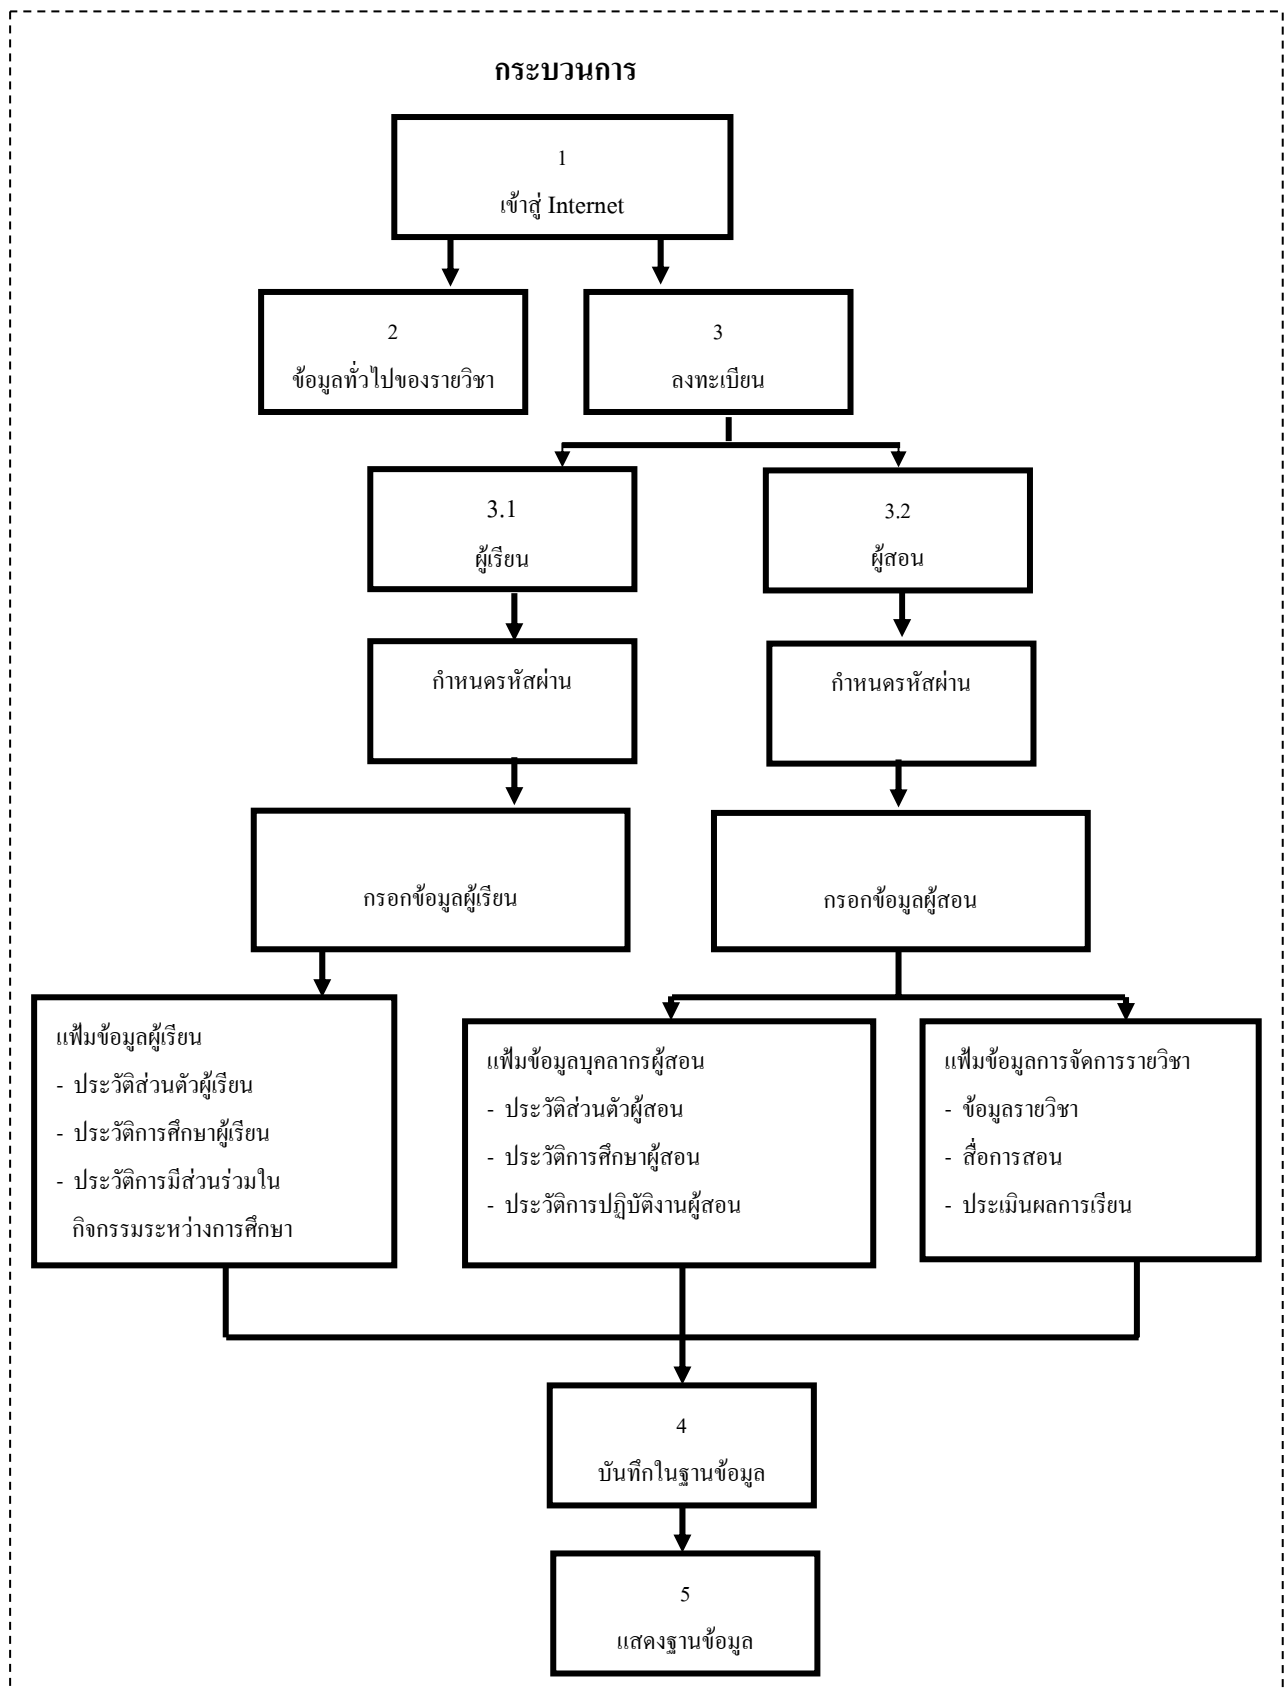 กระบวนการ
1
เข้าสู่ Internet
2
ข้อมูลทั่วไปของรายวิชา
3
ลงทะเบียน
3.1
ผู้เรียน
3.2
ผู้สอน
กำหนดรหัสผ่าน
กำหนดรหัสผ่าน
กรอกข้อมูลผู้เรียน
กรอกข้อมูลผู้สอน
แฟ้มข้อมูลผู้เรียน
- ประวัติส่วนตัวผู้เรียน
- ประวัติการศึกษาผู้เรียน
- ประวัติการมีส่วนร่วมใน
กิจกรรมระหว่างการศึกษา
แฟ้มข้อมูลบุคลากรผู้สอน
- ประวัติส่วนตัวผู้สอน
- ประวัติการศึกษาผู้สอน
- ประวัติการปฏิบัติงานผู้สอน
แฟ้มข้อมูลการจัดการรายวิชา
- ข้อมูลรายวิชา
- สื่อการสอน
- ประเมินผลการเรียน
4
บันทึกในฐานข้อมูล
5
แสดงฐานข้อมูล